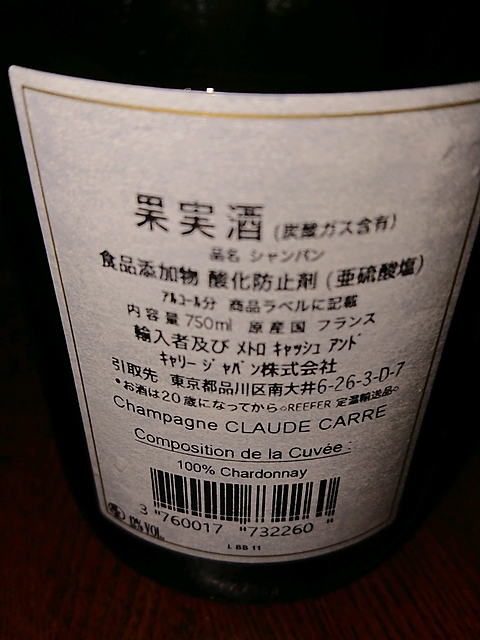 果実酒 (炭酸ガス含有)
品名 シャンパン
食品添加物 酸化防止剤 (亜硫酸塩)
アルコール分 商品ラベルに記載
内容量 750ml 原産国 フランス
輸入者及び メトロ キャッシュ アンド
キャリー ジャパン株式会社
引取先 東京都品川区南大井6-26-3-D-7
●お酒は20歳になってから○REEFER 定温輸送品○
Champagne CLAUDE CARRE
Composition de la Cuvée :
100% Chardonnay
3 "760017 "732260 "
12% VOL.
L BB 11